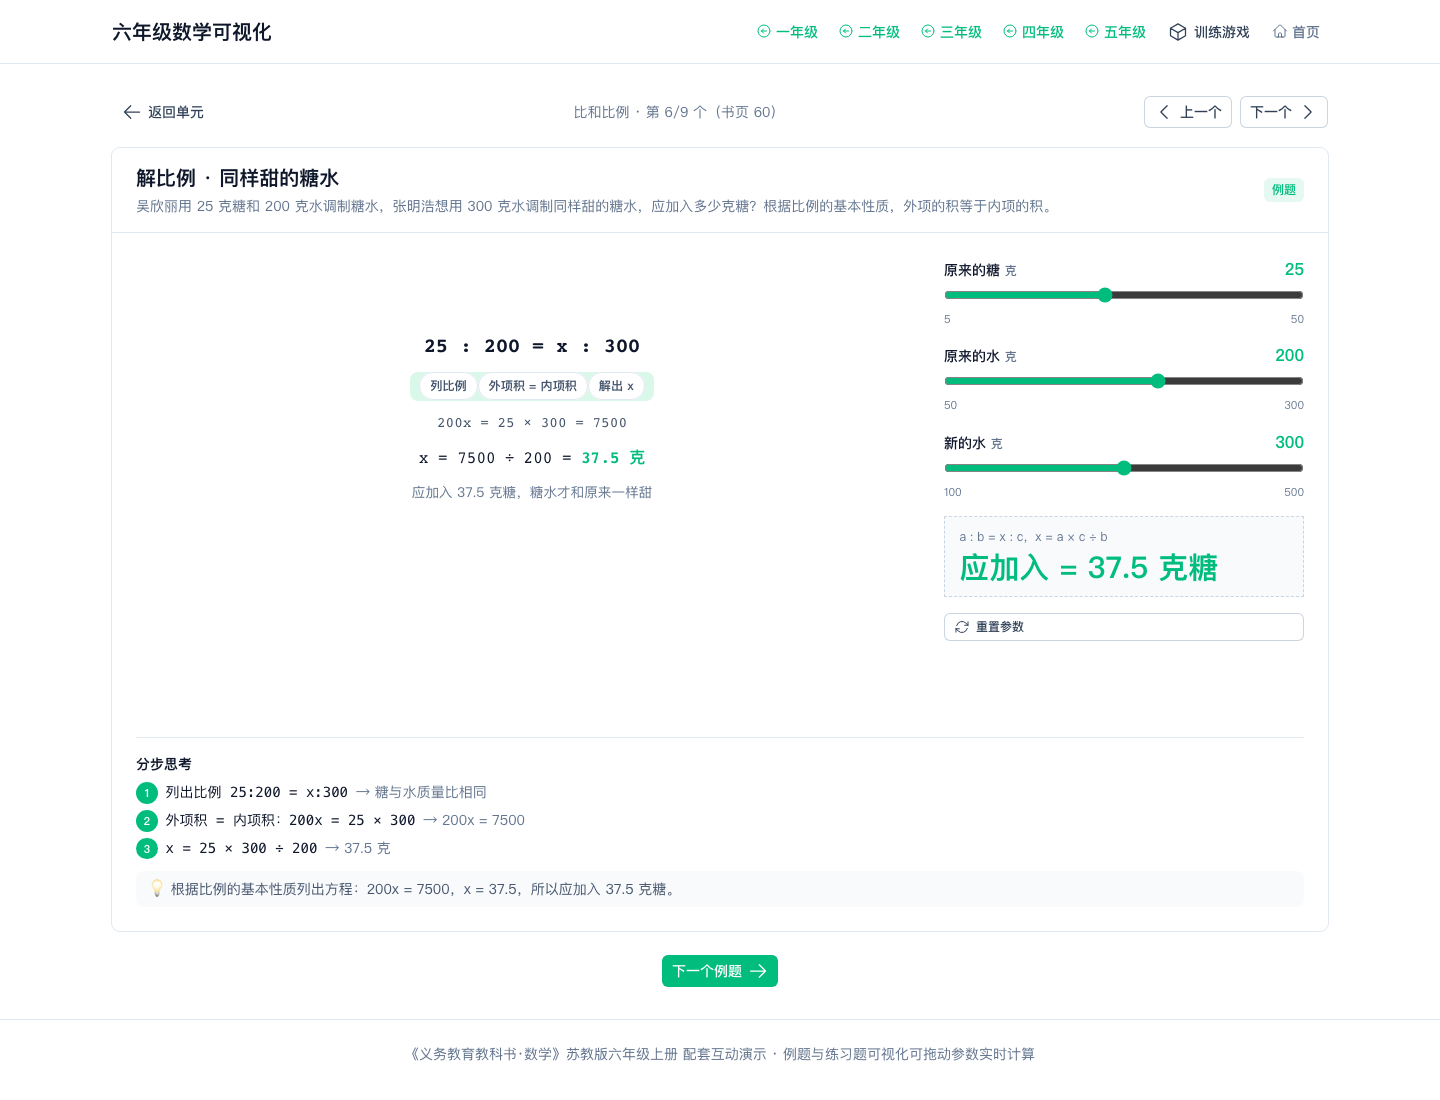 六年级数学可视化
一年级 二年级 三年级 四年级 五年级 训练游戏 首页
返回单元
比和比例 · 第 6/9 个（书页 60）
上一个
下一个
解比例 · 同样甜的糖水
例题
吴欣丽用 25 克糖和 200 克水调制糖水，张明浩想用 300 克水调制同样甜的糖水，应加入多少克糖？根据比例的基本性质，外项的积等于内项的积。
25 : 200 = x : 300
列比例 外项积 = 内项积 解出 x
200x = 25 × 300 = 7500
x = 7500 ÷ 200 = 37.5 克
应加入 37.5 克糖，糖水才和原来一样甜
原来的糖 克 25
5 50
原来的水 克 200
50 300
新的水 克 300
100 500
a : b = x : c，x = a × c ÷ b
应加入 = 37.5 克糖
重置参数
分步思考
1 列出比例 25:200 = x:300 → 糖与水质量比相同
2 外项积 = 内项积：200x = 25 × 300 → 200x = 7500
3 x = 25 × 300 ÷ 200 → 37.5 克
根据比例的基本性质列出方程：200x = 7500，x = 37.5，所以应加入 37.5 克糖。
下一个例题
《义务教育教科书·数学》苏教版六年级上册 配套互动演示 · 例题与练习题可视化可拖动参数实时计算